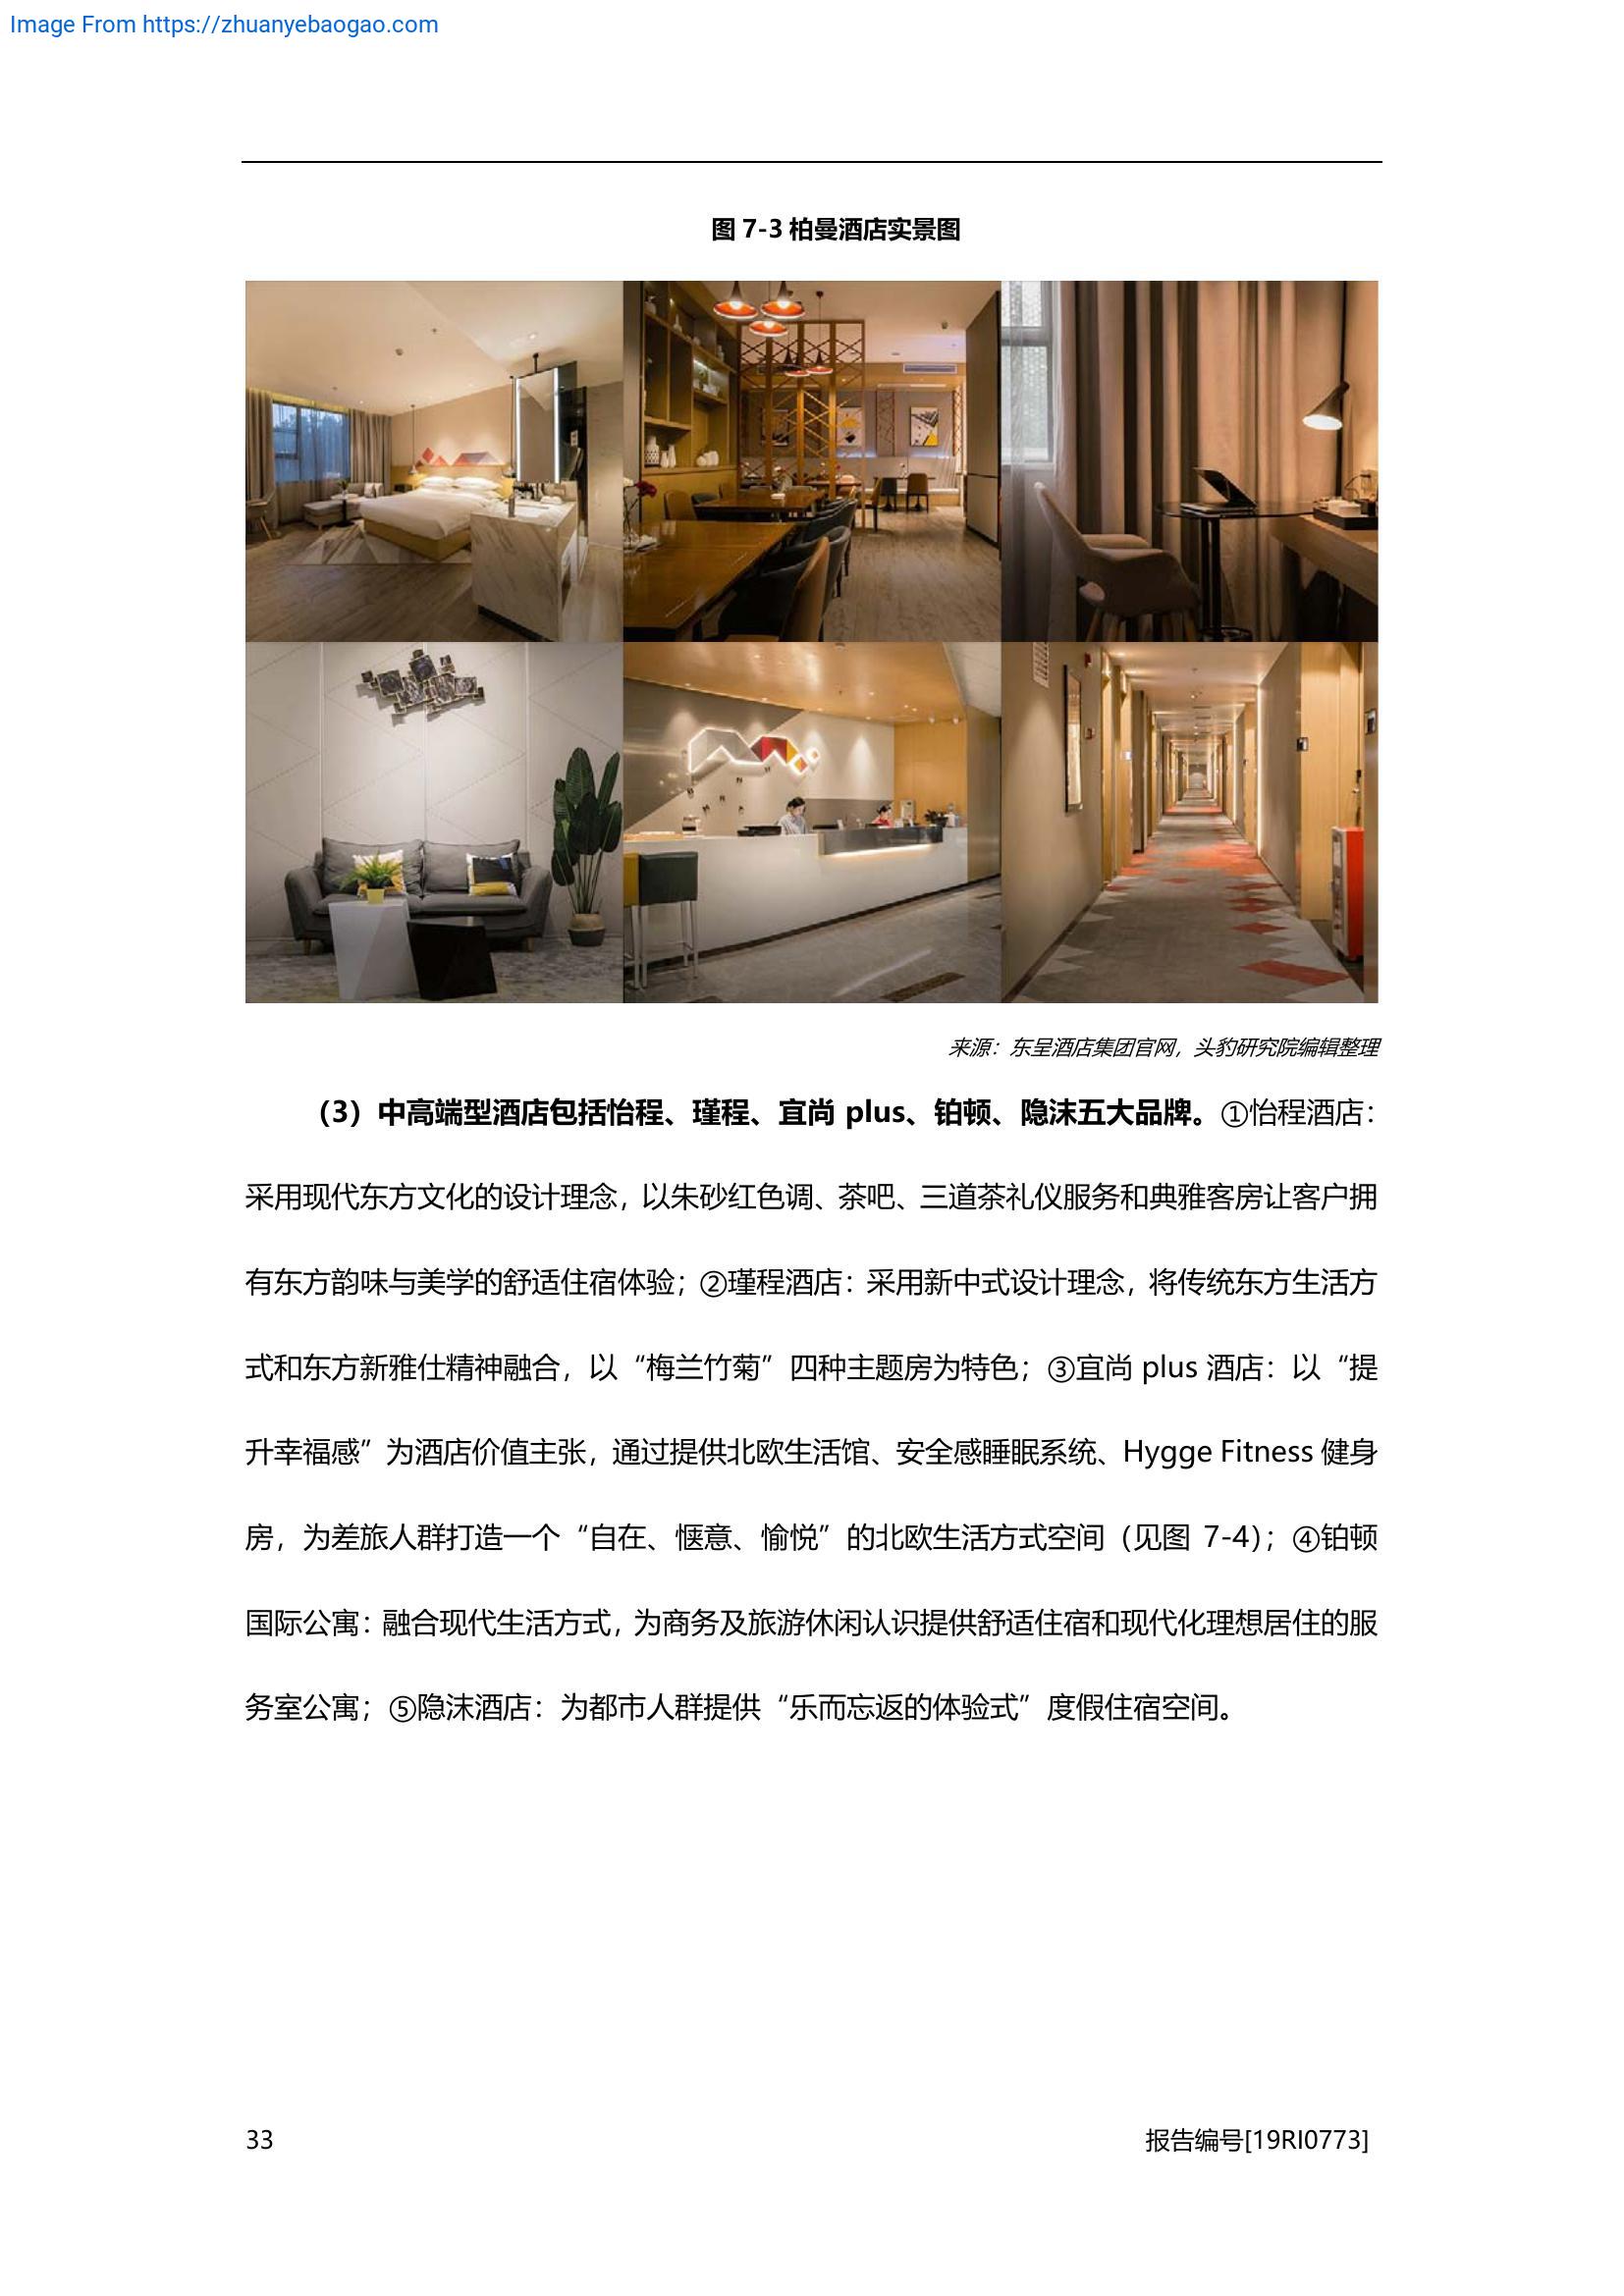 Image From https://zhuanyebaogao.com
图 7-3 柏曼酒店实景图
来源：东呈酒店集团官网，头豹研究院编辑整理
（3）中高端型酒店包括怡程、瑾程、宜尚 plus、铂顿、隐沫五大品牌。①怡程酒店：
采用现代东方文化的设计理念，以朱砂红色调、茶吧、三道茶礼仪服务和典雅客房让客户拥
有东方韵味与美学的舒适住宿体验；②瑾程酒店：采用新中式设计理念，将传统东方生活方
式和东方新雅仕精神融合，以“梅兰竹菊”四种主题房为特色；③宜尚 plus 酒店：以“提
升幸福感”为酒店价值主张，通过提供北欧生活馆、安全感睡眠系统、Hygge Fitness 健身
房，为差旅人群打造一个“自在、惬意、愉悦”的北欧生活方式空间（见图 7-4）；④铂顿
国际公寓：融合现代生活方式，为商务及旅游休闲认识提供舒适住宿和现代化理想居住的服
务室公寓；⑤隐沫酒店：为都市人群提供“乐而忘返的体验式”度假住宿空间。
33
报告编号[19RI0773]